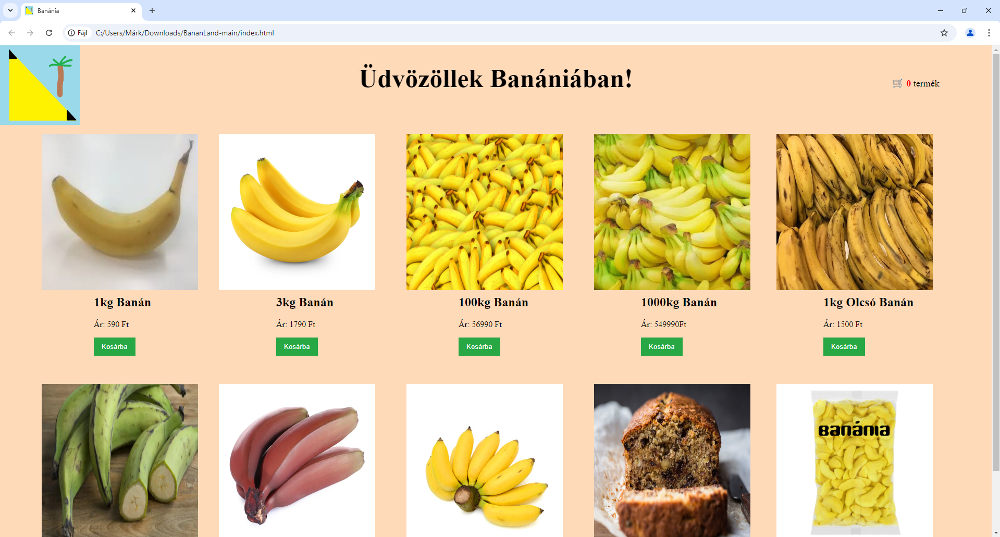 Banánia
Fájl
C:/Users/Márk/Downloads/BananLand-main/index.html
Üdvözöllek Banániában!
0 termék
1kg Banán
Ár: 590 Ft
Kosárba
3kg Banán
Ár: 1790 Ft
Kosárba
100kg Banán
Ár: 56990 Ft
Kosárba
1000kg Banán
Ár: 549990Ft
Kosárba
1kg Olcsó Banán
Ár: 1500 Ft
Kosárba
Banánia